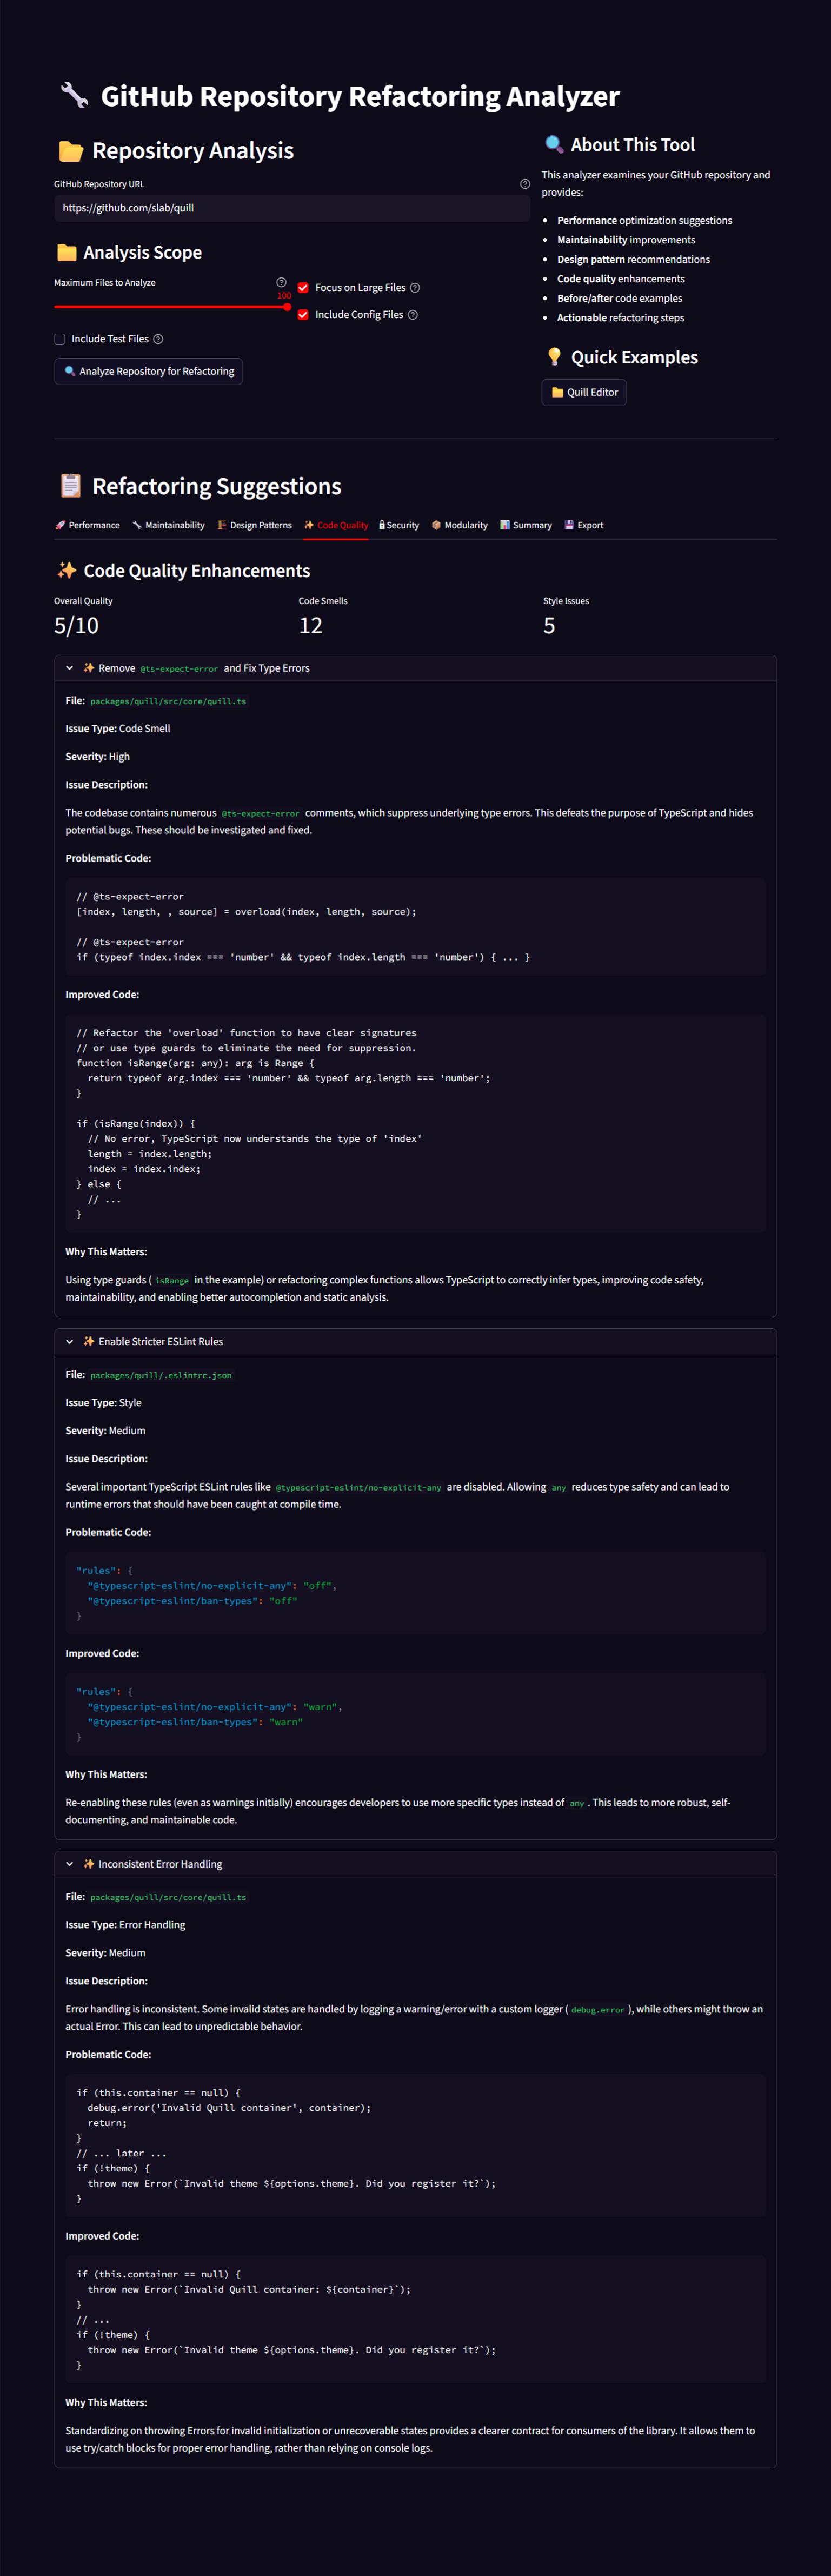 🔧 GitHub Repository Refactoring Analyzer
📂 Repository Analysis
GitHub Repository URL
https://github.com/slab/quill
📁 Analysis Scope
Maximum Files to Analyze
100
Focus on Large Files
Include Config Files
Include Test Files
🔍 Analyze Repository for Refactoring
🔍 About This Tool
This analyzer examines your GitHub repository and
provides:
• Performance optimization suggestions
• Maintainability improvements
• Design pattern recommendations
• Code quality enhancements
• Before/after code examples
• Actionable refactoring steps
💡 Quick Examples
📁 Quill Editor
📋 Refactoring Suggestions
🚀 Performance 🔧 Maintainability 🏗️ Design Patterns ✨ Code Quality 🔒Security 📦 Modularity 📊 Summary 💾 Export
✨ Code Quality Enhancements
Overall Quality Code Smells Style Issues
5/10 12 5
✨ Remove @ts-expect-error and Fix Type Errors
File: packages/quill/src/core/quill.ts
Issue Type: Code Smell
Severity: High
Issue Description:
The codebase contains numerous @ts-expect-error comments, which suppress underlying type errors. This defeats the purpose of TypeScript and hides
potential bugs. These should be investigated and fixed.
Problematic Code:
// @ts-expect-error
[index, length, , source] = overload(index, length, source);
// @ts-expect-error
if (typeof index.index === 'number' && typeof index.length === 'number') { ... }
Improved Code:
// Refactor the 'overload' function to have clear signatures
// or use type guards to eliminate the need for suppression.
function isRange(arg: any): arg is Range {
  return typeof arg.index === 'number' && typeof arg.length === 'number';
}
if (isRange(index)) {
  // No error, TypeScript now understands the type of 'index'
  length = index.length;
  index = index.index;
} else {
  // ...
}
Why This Matters:
Using type guards ( isRange in the example) or refactoring complex functions allows TypeScript to correctly infer types, improving code safety,
maintainability, and enabling better autocompletion and static analysis.
✨ Enable Stricter ESLint Rules
File: packages/quill/.eslintrc.json
Issue Type: Style
Severity: Medium
Issue Description:
Several important TypeScript ESLint rules like @typescript-eslint/no-explicit-any are disabled. Allowing any reduces type safety and can lead to
runtime errors that should have been caught at compile time.
Problematic Code:
"rules": {
  "@typescript-eslint/no-explicit-any": "off",
  "@typescript-eslint/ban-types": "off"
}
Improved Code:
"rules": {
  "@typescript-eslint/no-explicit-any": "warn",
  "@typescript-eslint/ban-types": "warn"
}
Why This Matters:
Re-enabling these rules (even as warnings initially) encourages developers to use more specific types instead of any . This leads to more robust, self-
documenting, and maintainable code.
✨ Inconsistent Error Handling
File: packages/quill/src/core/quill.ts
Issue Type: Error Handling
Severity: Medium
Issue Description:
Error handling is inconsistent. Some invalid states are handled by logging a warning/error with a custom logger ( debug.error ), while others might throw an
actual Error. This can lead to unpredictable behavior.
Problematic Code:
if (this.container == null) {
  debug.error('Invalid Quill container', container);
  return;
}
// ... later ...
if (!theme) {
  throw new Error(`Invalid theme ${options.theme}. Did you register it?`);
}
Improved Code:
if (this.container == null) {
  throw new Error(`Invalid Quill container: ${container}`);
}
// ...
if (!theme) {
  throw new Error(`Invalid theme ${options.theme}. Did you register it?`);
}
Why This Matters:
Standardizing on throwing Errors for invalid initialization or unrecoverable states provides a clearer contract for consumers of the library. It allows them to
use try/catch blocks for proper error handling, rather than relying on console logs.